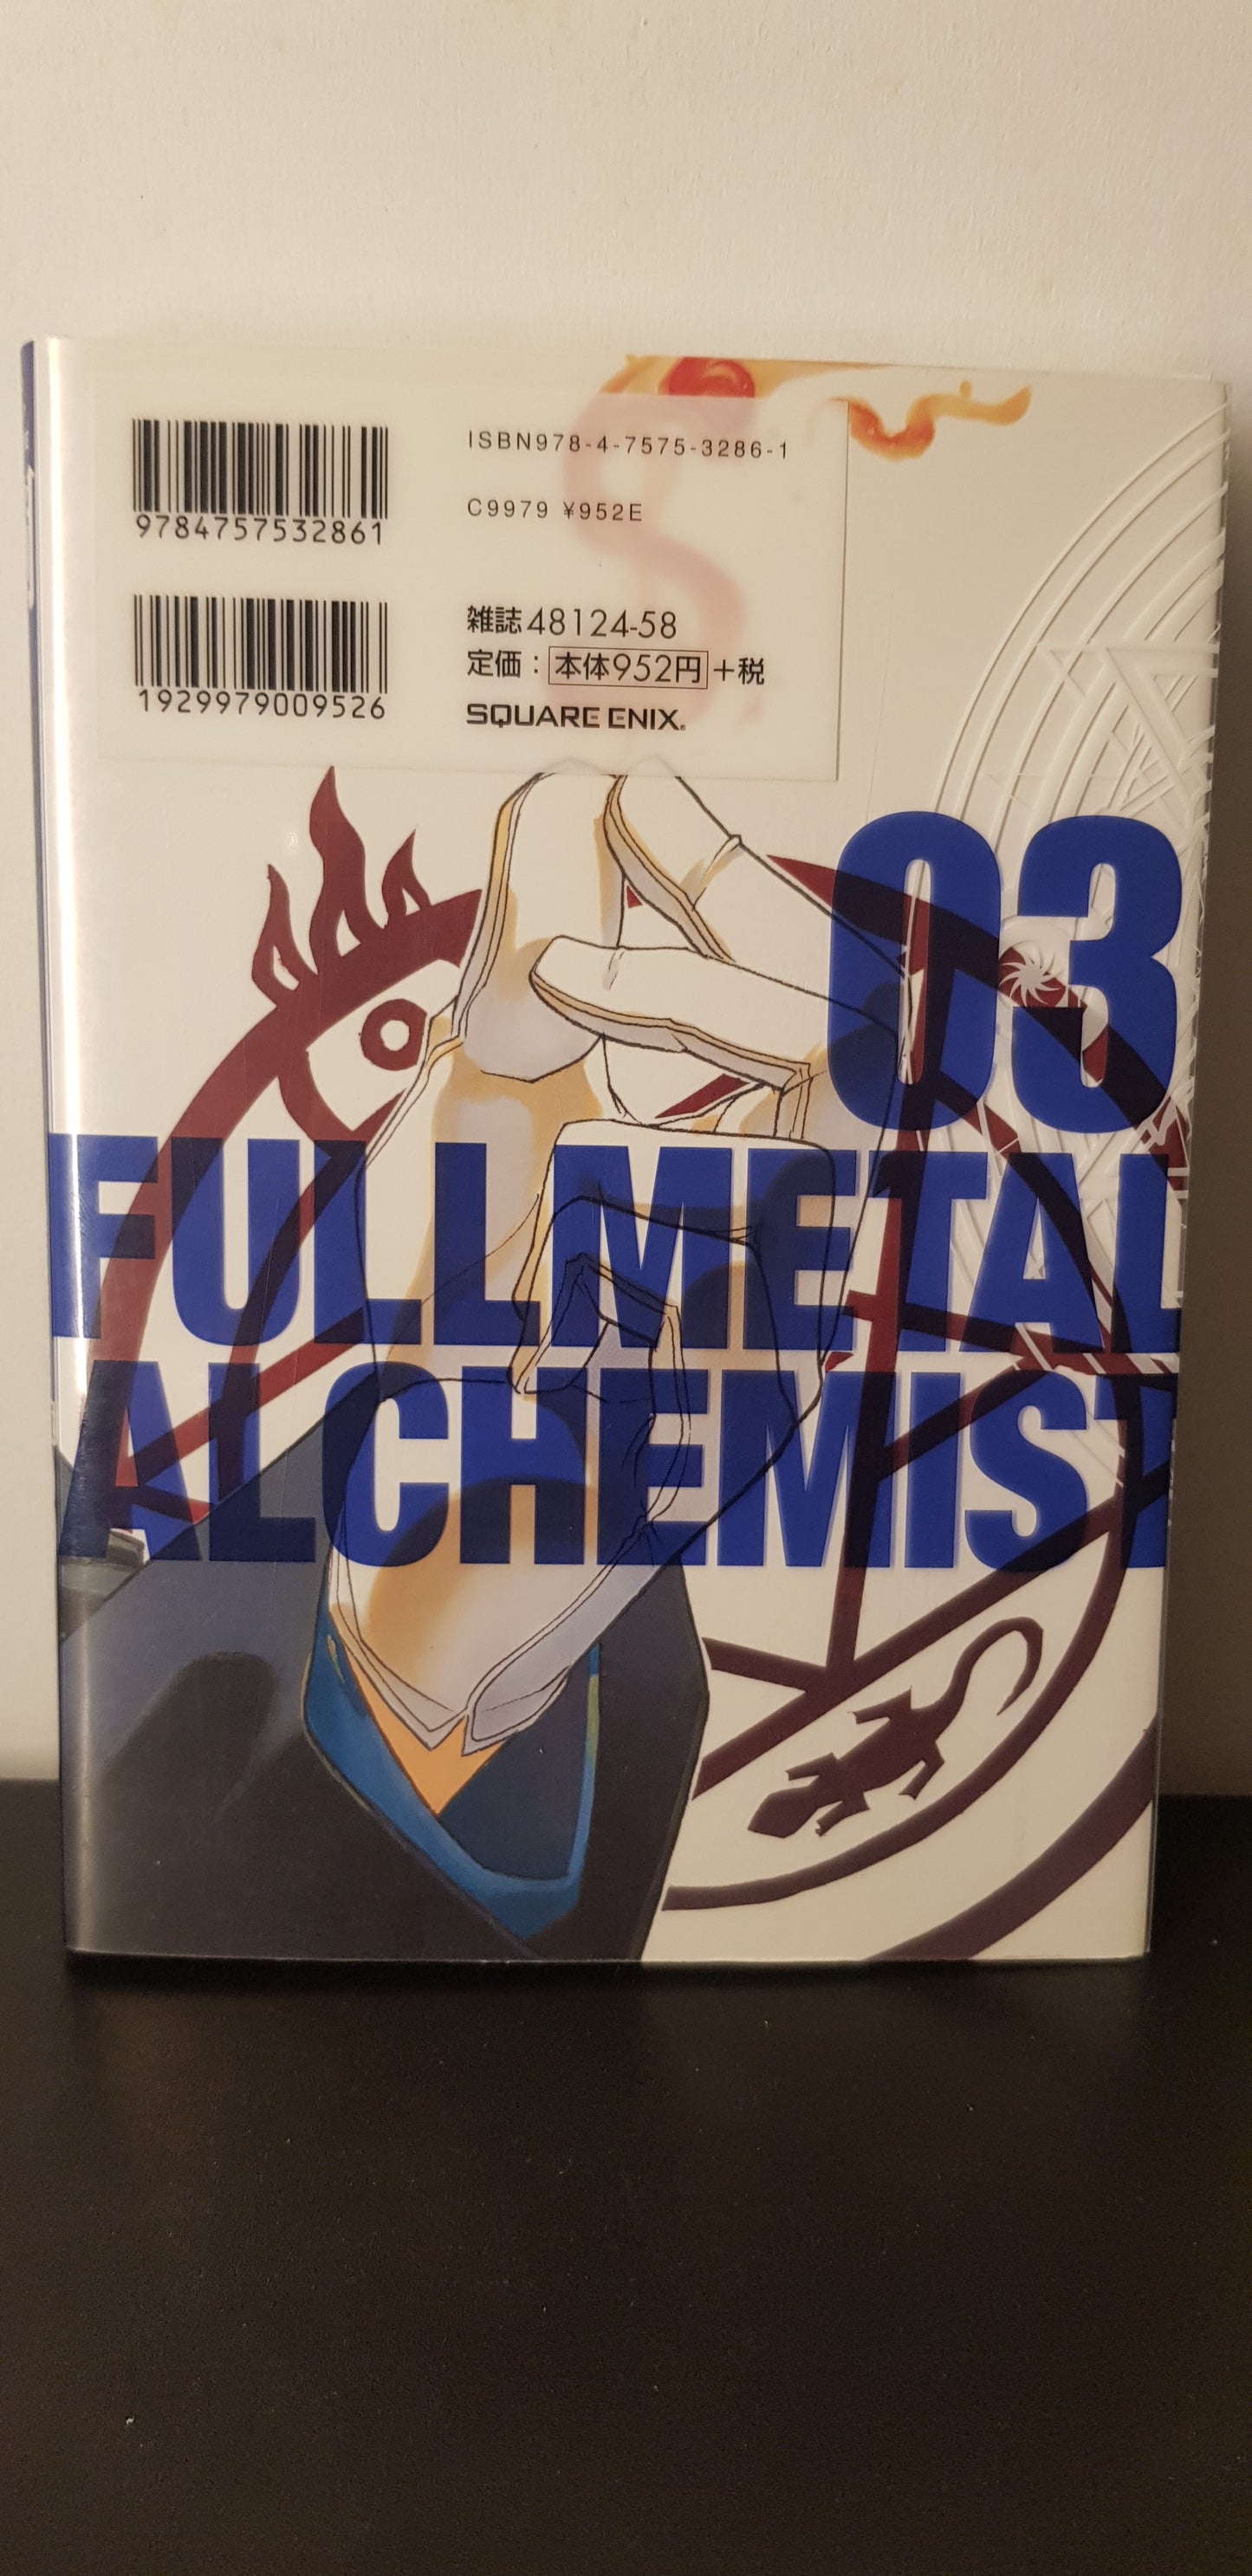 ISBN978-4-7575-3286-1
9784757532861
C9979 ¥952E
雑誌48124-58
定価：本体952円+税
1929979009526
SQUARE ENIX.
03
FULLMETAL
ALCHEMIST